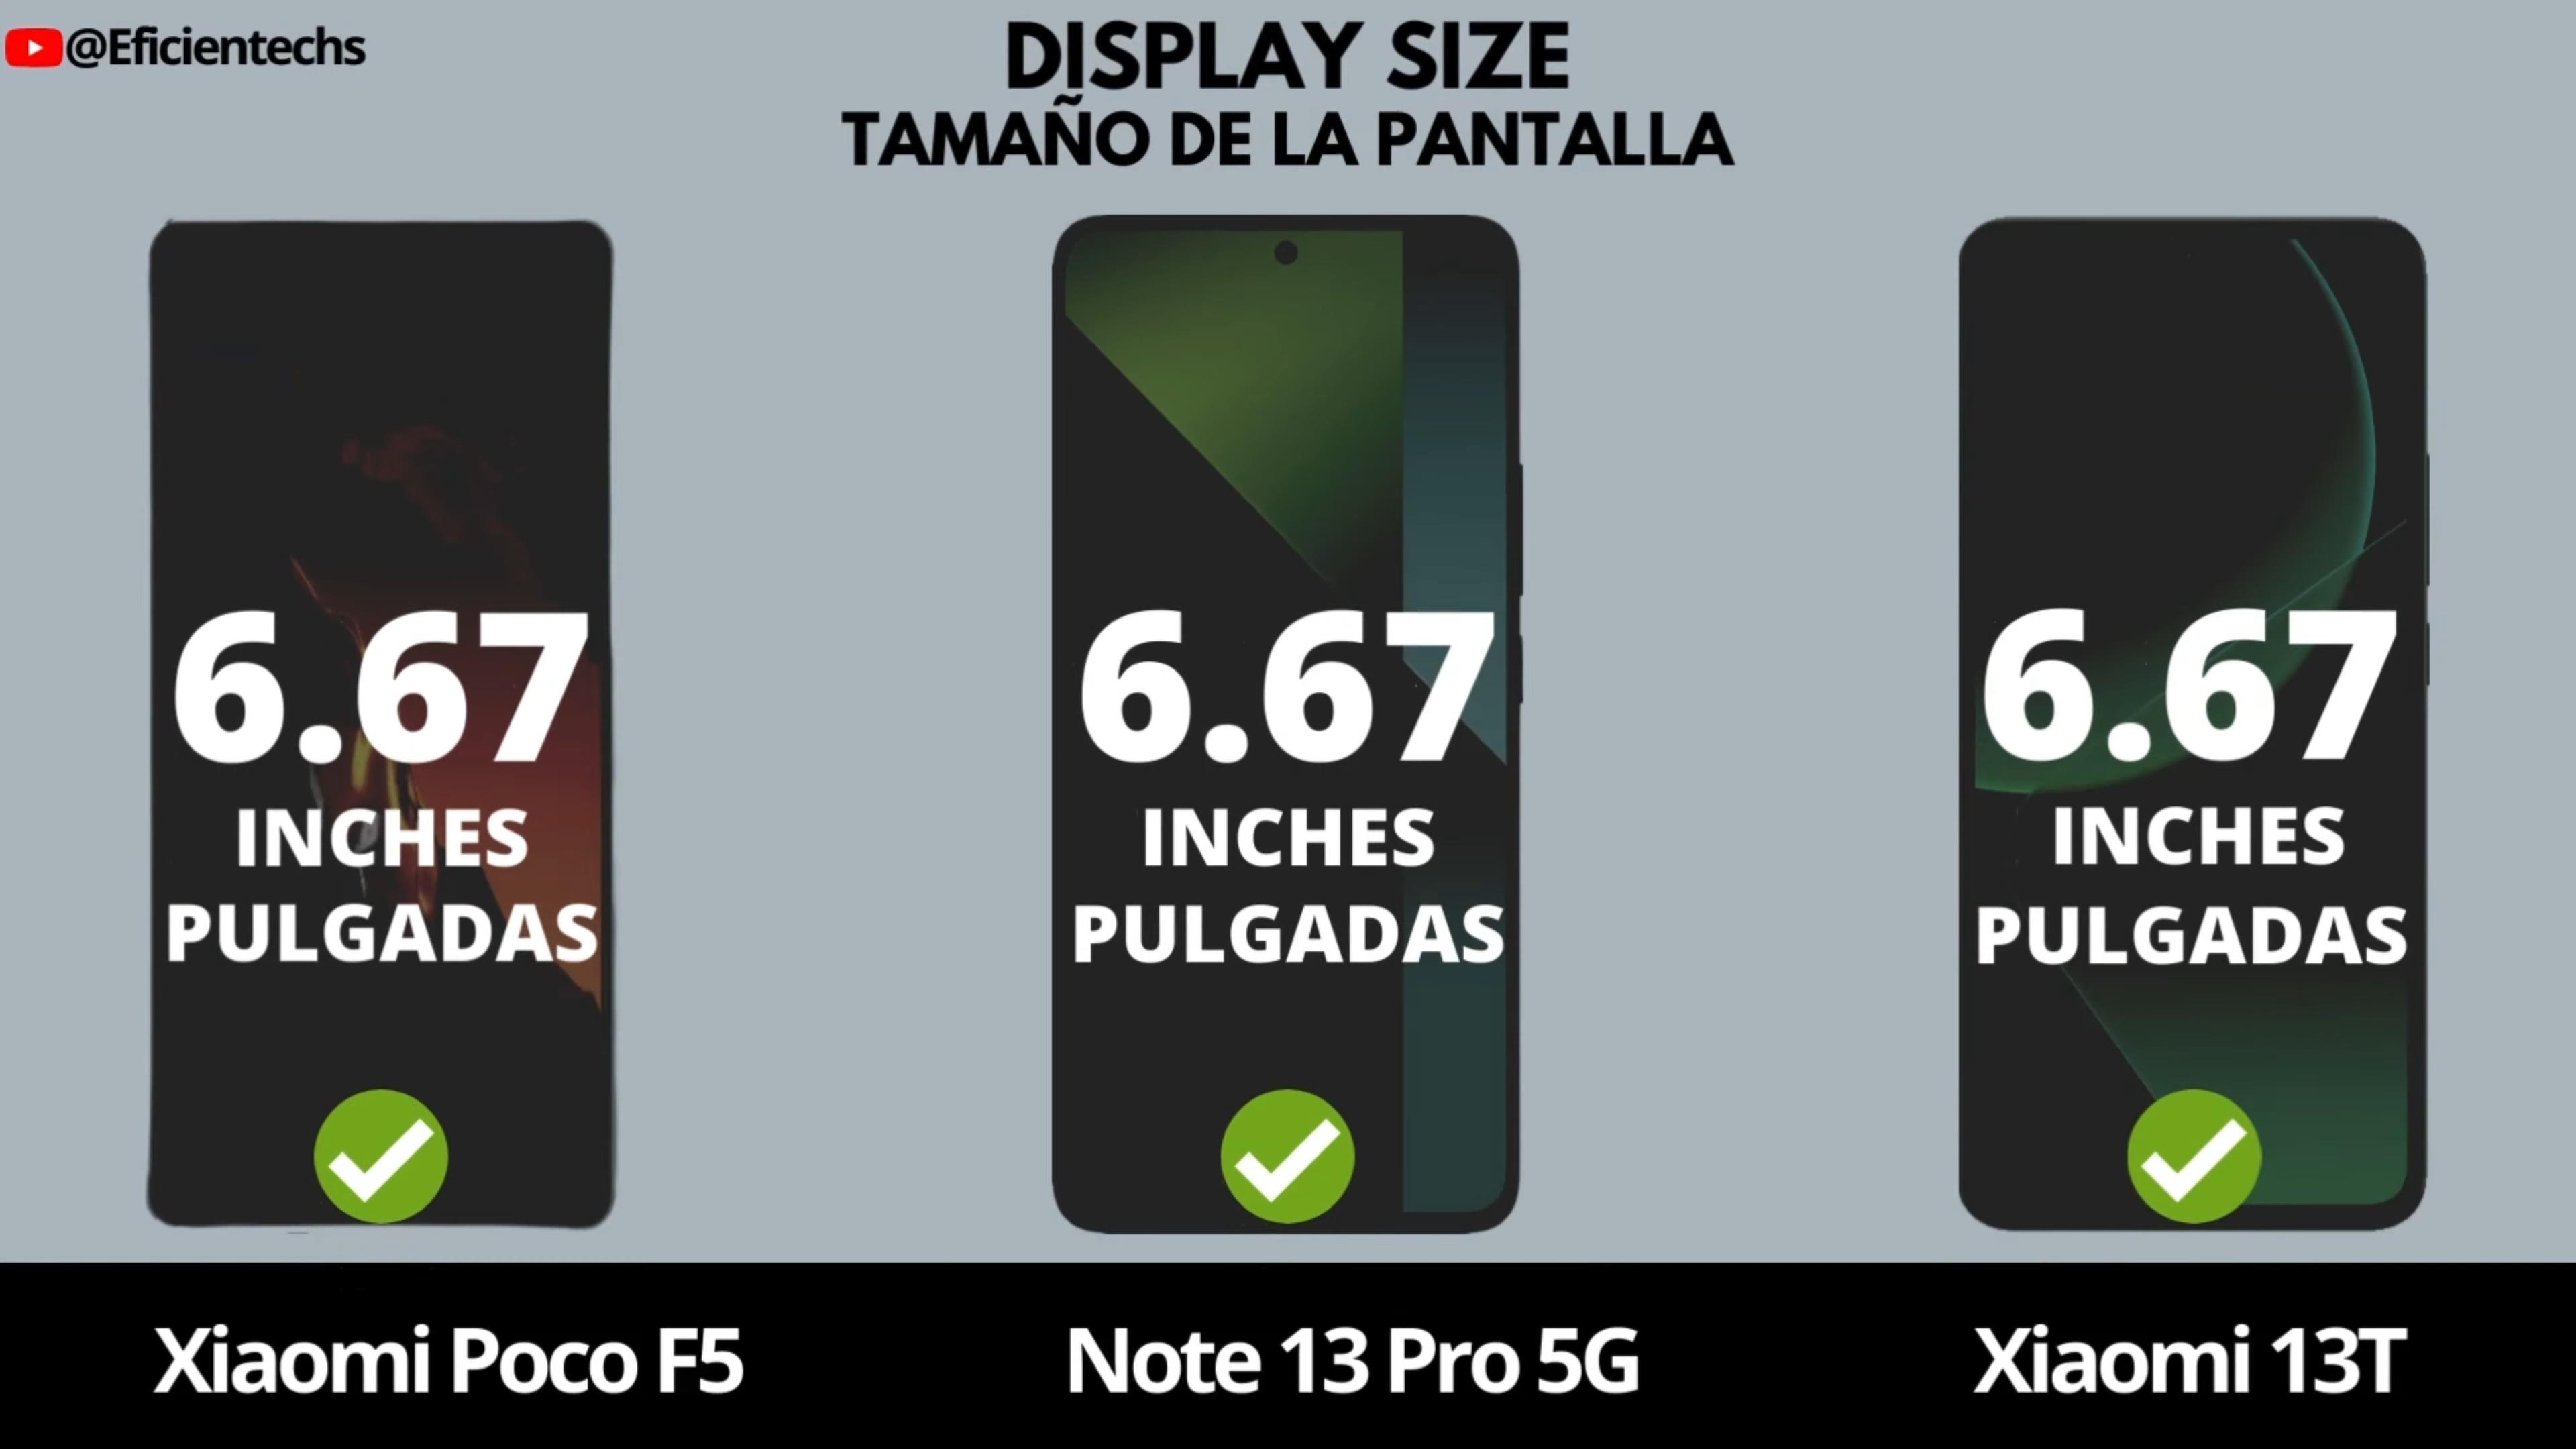 @Eficientechs
DISPLAY SIZE
TAMAÑO DE LA PANTALLA
6.67
INCHES
PULGADAS
6.67
INCHES
PULGADAS
6.67
INCHES
PULGADAS
Xiaomi Poco F5
Note 13 Pro 5G
Xiaomi 13T